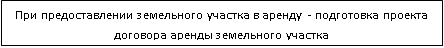 При предоставлении земельного участка в аренду - подготовка проекта
договора аренды земельного участка